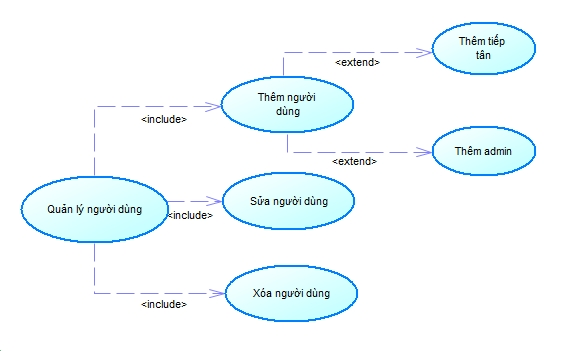 Thêm tiếp
tân
<extend>
Thêm người
dùng
<include>
<extend>
Thêm admin
Quản lý người dùng
<include>
Sửa người dùng
<include>
Xóa người dùng